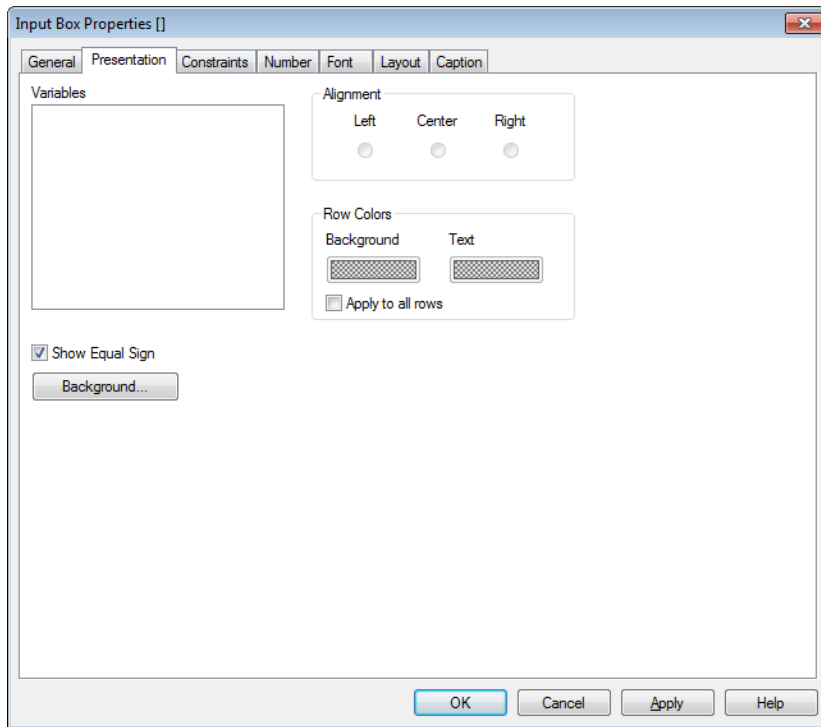 Input Box Properties []
General Presentation Constraints Number Font Layout Caption
Variables
Alignment
Left Center Right
Row Colors
Background Text
Apply to all rows
Show Equal Sign
Background...
OK Cancel Apply Help